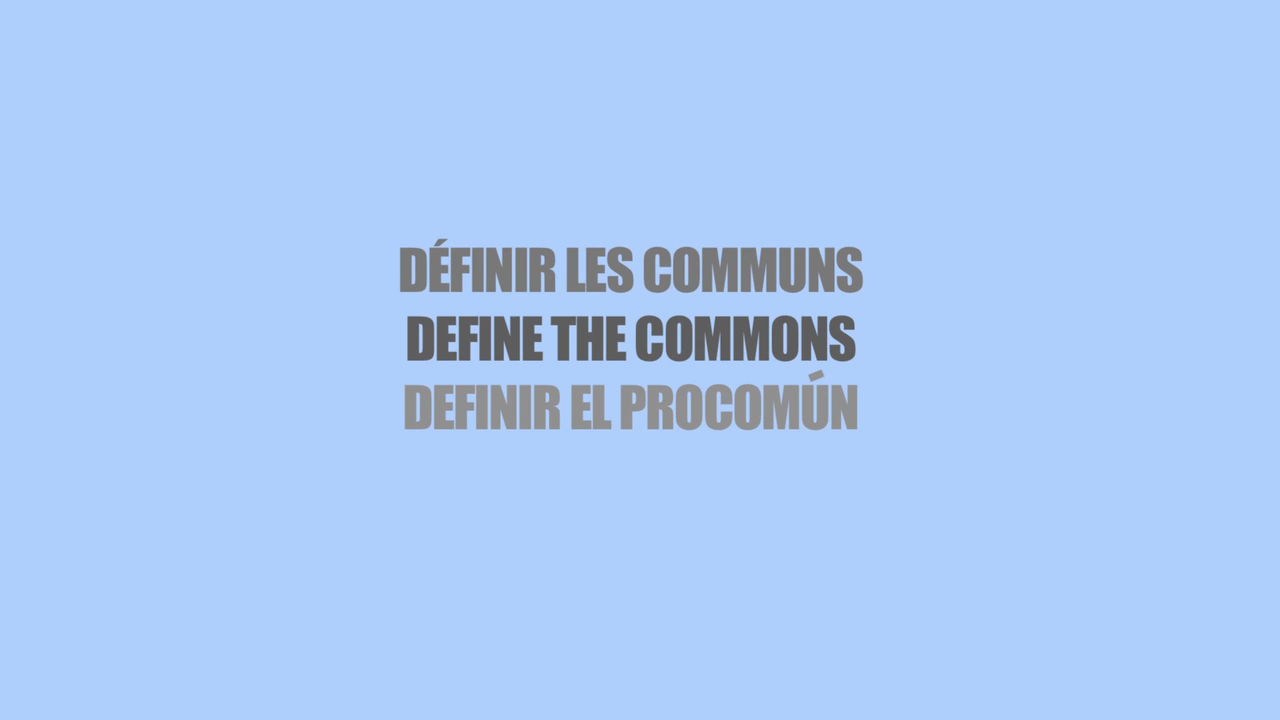 DÉFINIR LES COMMUNS
DEFINE THE COMMONS
DEFINIR EL PROCOMÚN